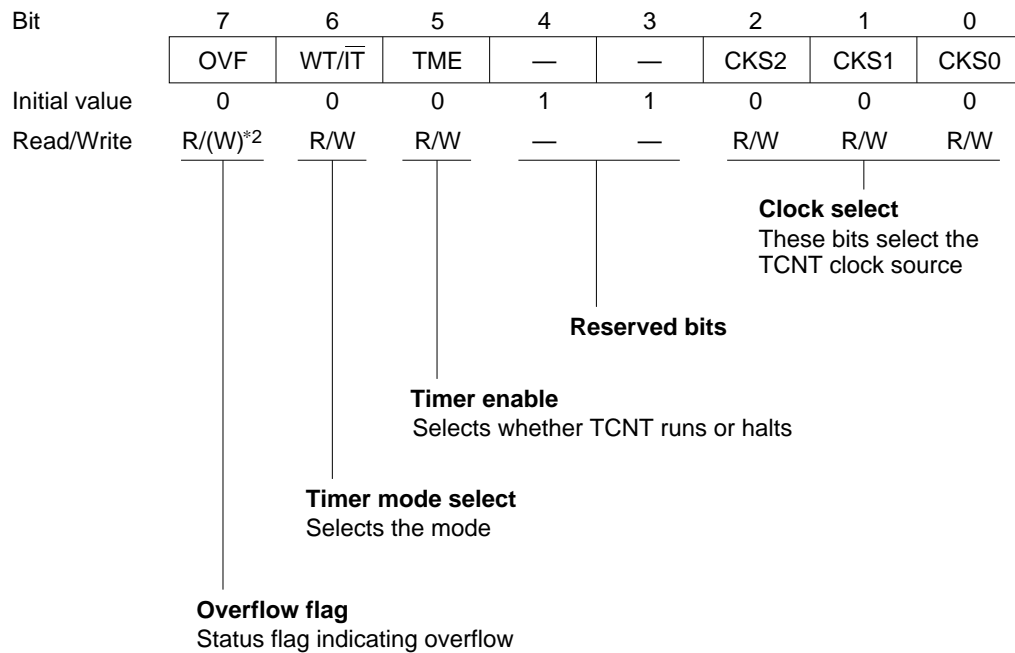 Bit 7 6 5 4 3 2 1 0
OVF WT/I̅T̅ TME — — CKS2 CKS1 CKS0
Initial value 0 0 0 1 1 0 0 0
Read/Write R/(W)*2 R/W R/W — — R/W R/W R/W
Clock select
These bits select the
TCNT clock source
Reserved bits
Timer enable
Selects whether TCNT runs or halts
Timer mode select
Selects the mode
Overflow flag
Status flag indicating overflow